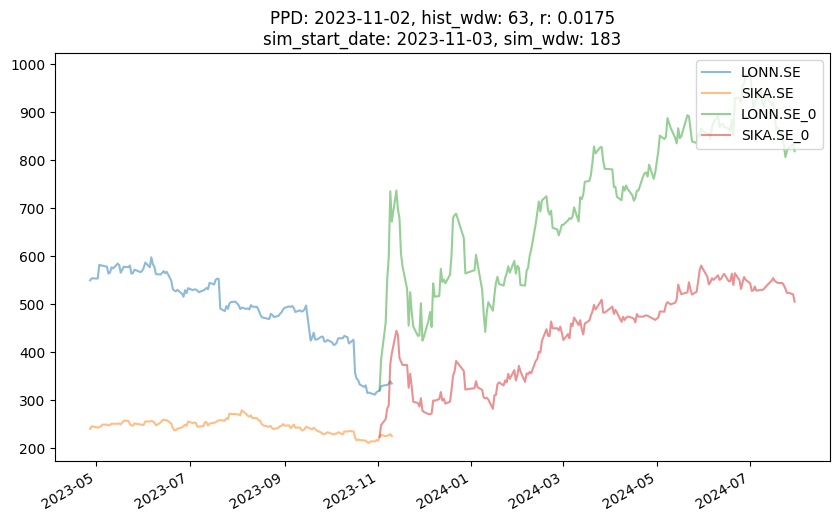 PPD: 2023-11-02, hist_wdw: 63, r: 0.0175
sim_start_date: 2023-11-03, sim_wdw: 183
1000
900
800
700
600
500
400
300
200
LONN.SE
SIKA.SE
LONN.SE_0
SIKA.SE_0
2023-05
2023-07
2023-09
2023-11
2024-01
2024-03
2024-05
2024-07